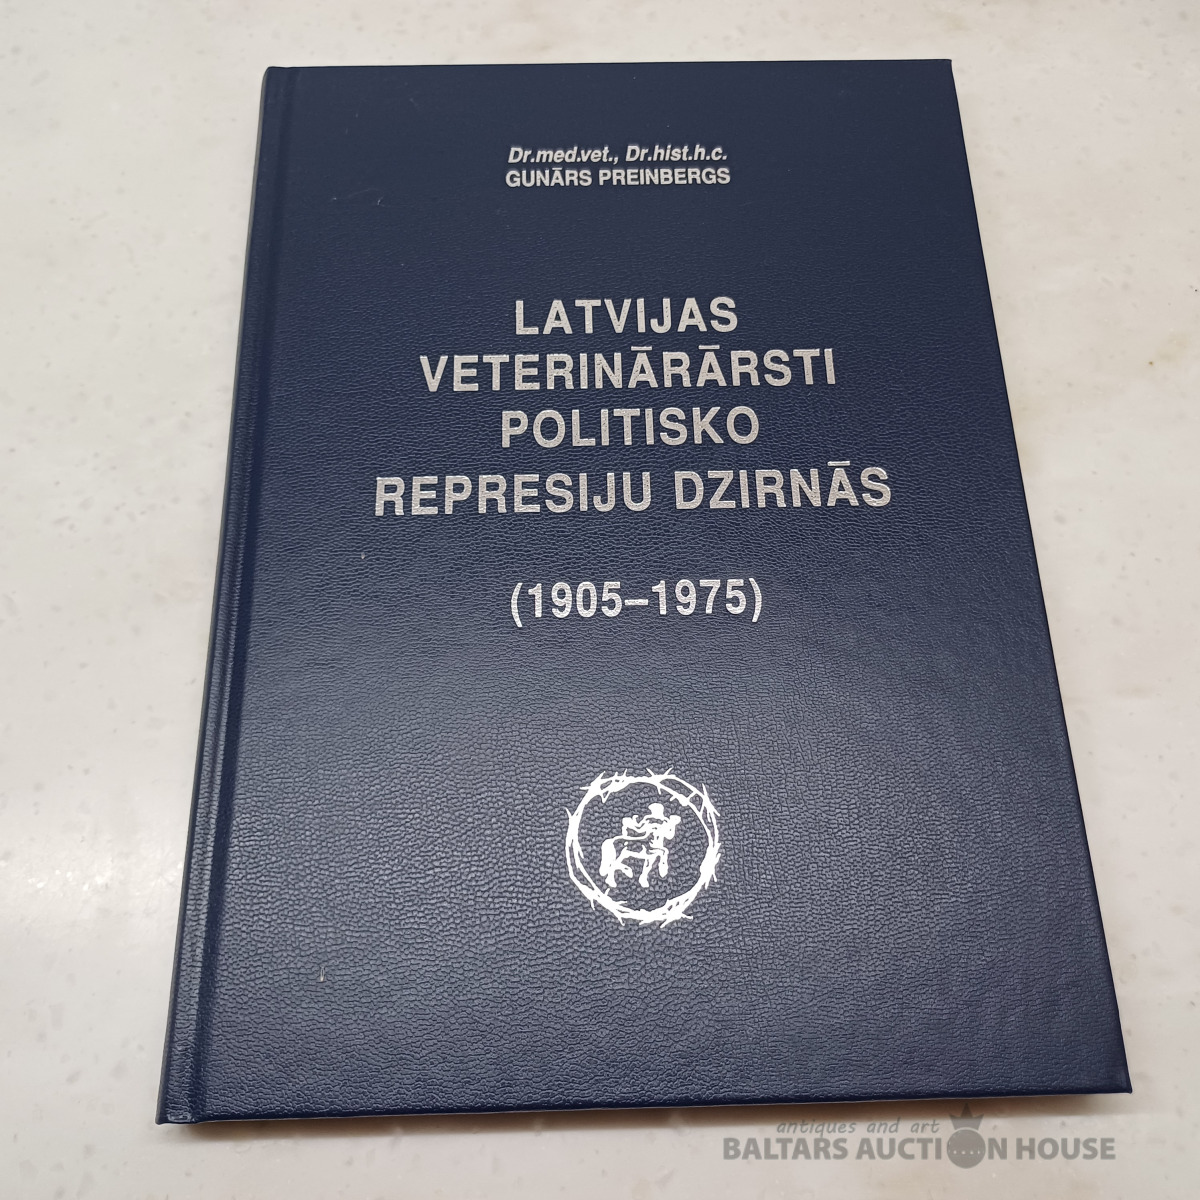 Dr.med.vet., Dr.hist.h.c.
GUNĀRS PREINBERGS
LATVIJAS
VETERINĀRĀRSTI
POLITISKO
REPRESIJU DZIRNĀS
(1905–1975)
antiques and art
BALTARS AUCTION HOUSE